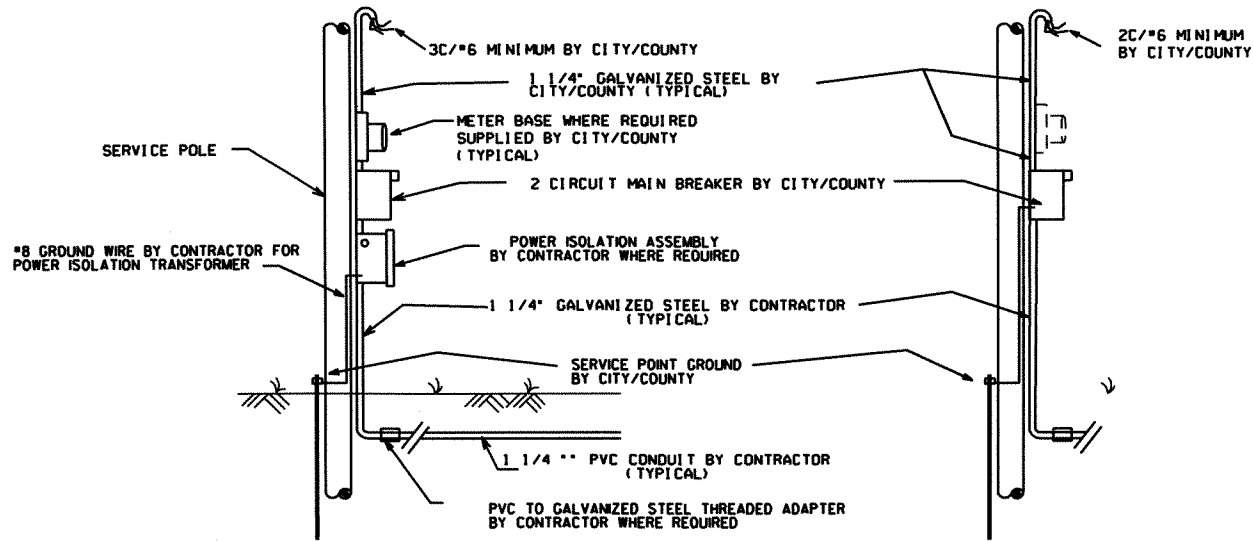 3C/#6 MINIMUM BY CITY/COUNTY
2C/#6 MINIMUM
BY CITY/COUNTY
1 1/4" GALVANIZED STEEL BY
CITY/COUNTY (TYPICAL)
METER BASE WHERE REQUIRED
SUPPLIED BY CITY/COUNTY
(TYPICAL)
SERVICE POLE
2 CIRCUIT MAIN BREAKER BY CITY/COUNTY
#8 GROUND WIRE BY CONTRACTOR FOR
POWER ISOLATION TRANSFORMER
POWER ISOLATION ASSEMBLY
BY CONTRACTOR WHERE REQUIRED
1 1/4" GALVANIZED STEEL BY CONTRACTOR
(TYPICAL)
SERVICE POINT GROUND
BY CITY/COUNTY
1 1/4 "" PVC CONDUIT BY CONTRACTOR
(TYPICAL)
PVC TO GALVANIZED STEEL THREADED ADAPTER
BY CONTRACTOR WHERE REQUIRED